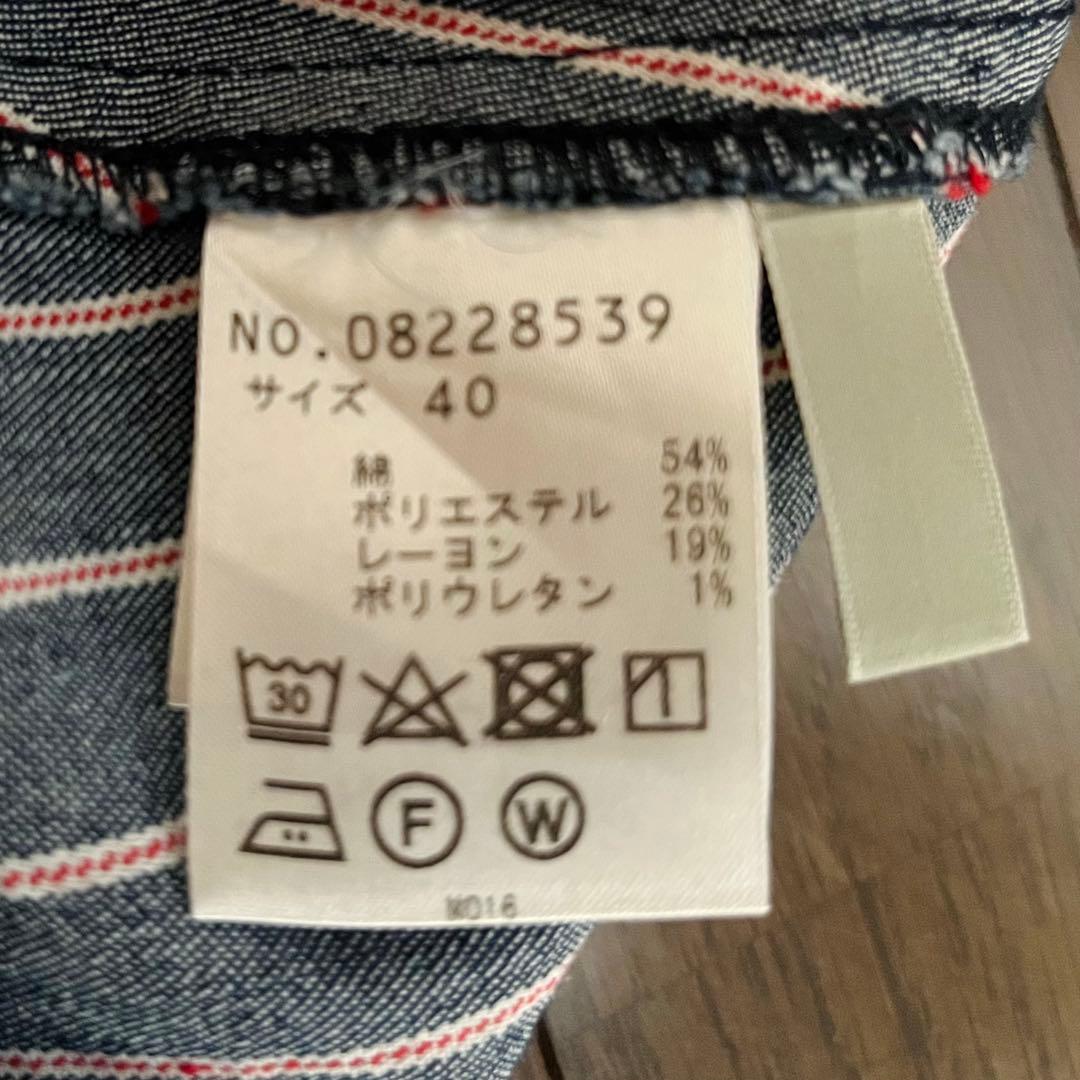 NO.08228539
サイズ 40
綿 54%
ポリエステル 26%
レーヨン 19%
ポリウレタン 1%
30
F W
M016